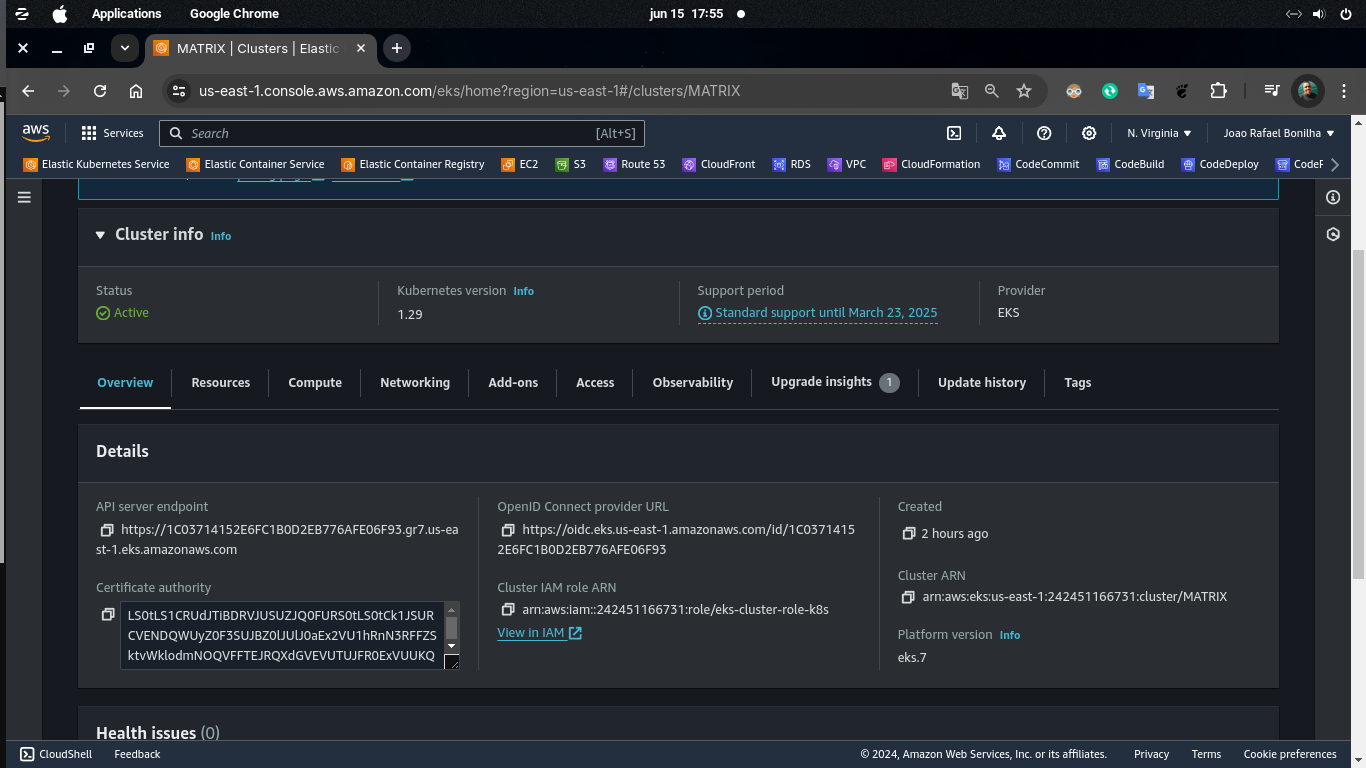 Applications Google Chrome jun 15 17:55
MATRIX | Clusters | Elastic
us-east-1.console.aws.amazon.com/eks/home?region=us-east-1#/clusters/MATRIX
aws Services Search [Alt+S] N. Virginia Joao Rafael Bonilha
Elastic Kubernetes Service Elastic Container Service Elastic Container Registry EC2 S3 Route 53 CloudFront RDS VPC CloudFormation CodeCommit CodeBuild CodeDeploy CodeF
Cluster info Info
Status Kubernetes version Info Support period Provider
Active 1.29 Standard support until March 23, 2025 EKS
Overview Resources Compute Networking Add-ons Access Observability Upgrade insights 1 Update history Tags
Details
API server endpoint
https://1C03714152E6FC1B0D2EB776AFE06F93.gr7.us-ea
st-1.eks.amazonaws.com
Certificate authority
LS0tLS1CRUdJTiBDRVJUSUZJQ0FURS0tLS0tCk1JSUR
CVENDQWUyZ0F3SUJBZ0lJUlJ0aEx2VU1hRnN3RFFZS
ktvWklodmNOQVFFTEJRQXdGVEVUTUJFR0ExVUUKQ
OpenID Connect provider URL
https://oidc.eks.us-east-1.amazonaws.com/id/1C0371415
2E6FC1B0D2EB776AFE06F93
Cluster IAM role ARN
arn:aws:iam::242451166731:role/eks-cluster-role-k8s
View in IAM
Created
2 hours ago
Cluster ARN
arn:aws:eks:us-east-1:242451166731:cluster/MATRIX
Platform version Info
eks.7
Health issues (0)
CloudShell Feedback © 2024, Amazon Web Services, Inc. or its affiliates. Privacy Terms Cookie preferences